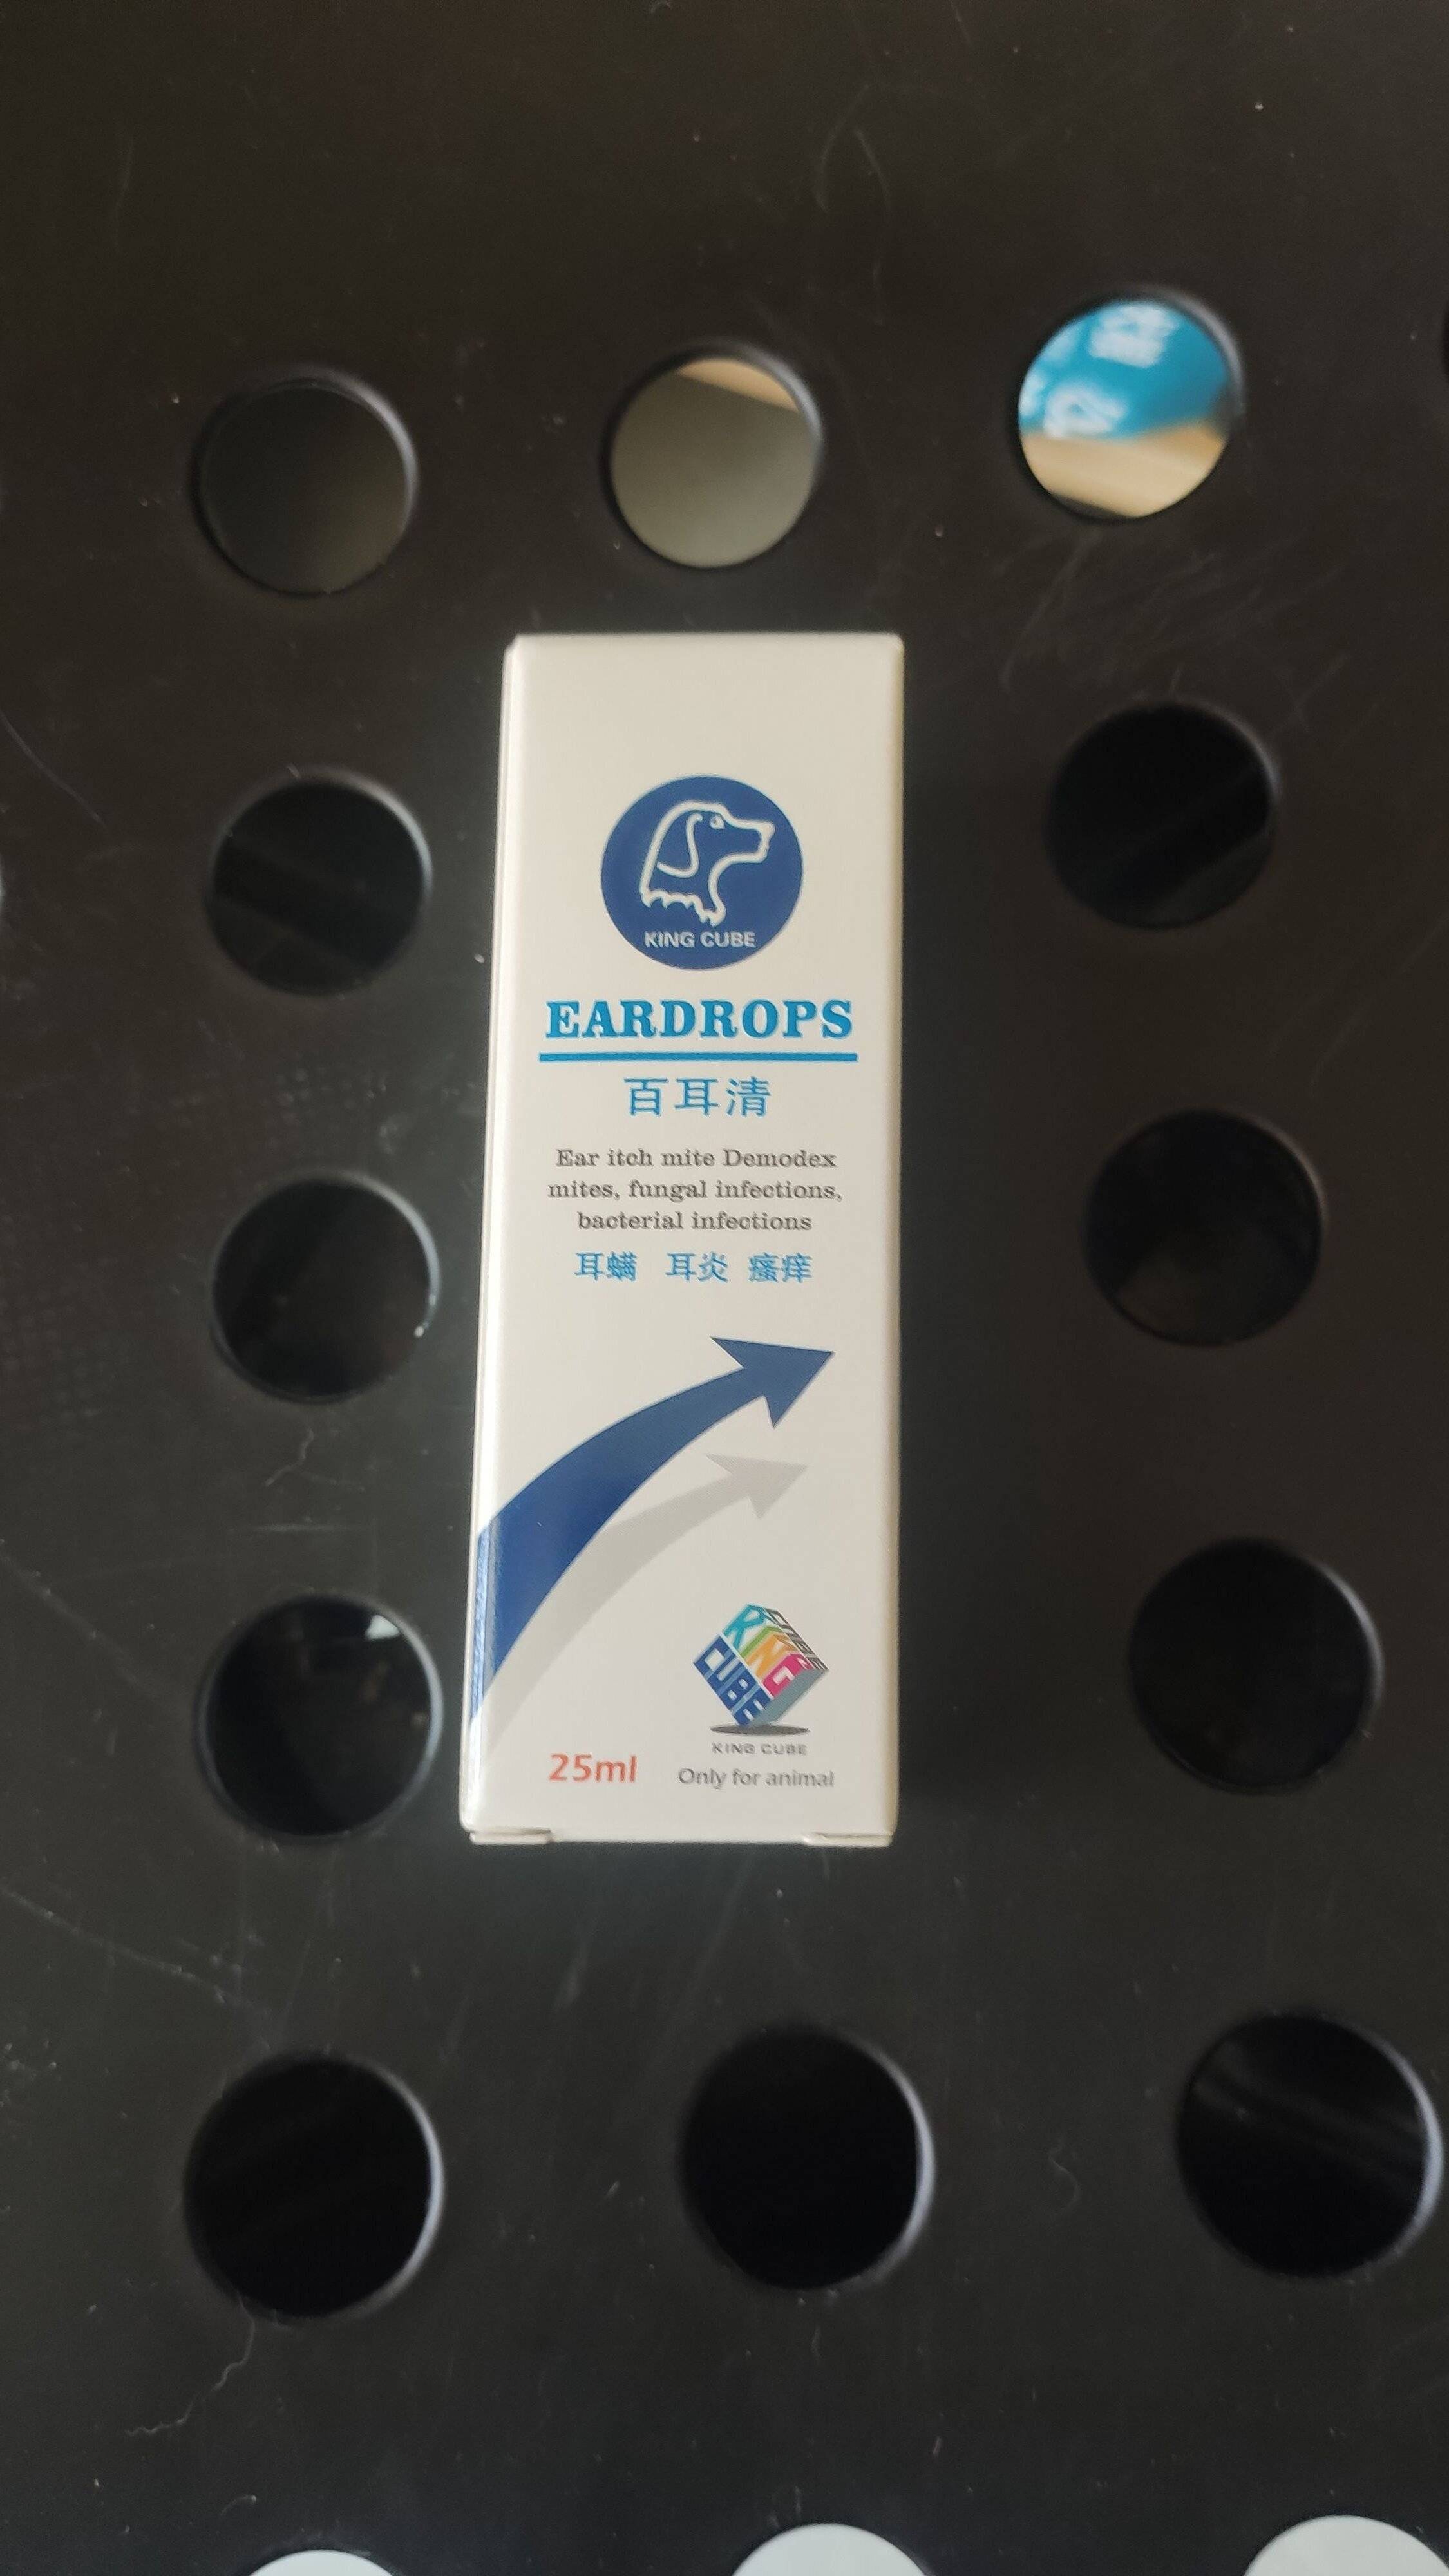 KING CUBE
EARDROPS
百耳清
Ear itch mite Demodex
mites, fungal infections,
bacterial infections
耳螨 耳炎 瘙痒
KING
CUBE
KING CUBE
25ml Only for animal